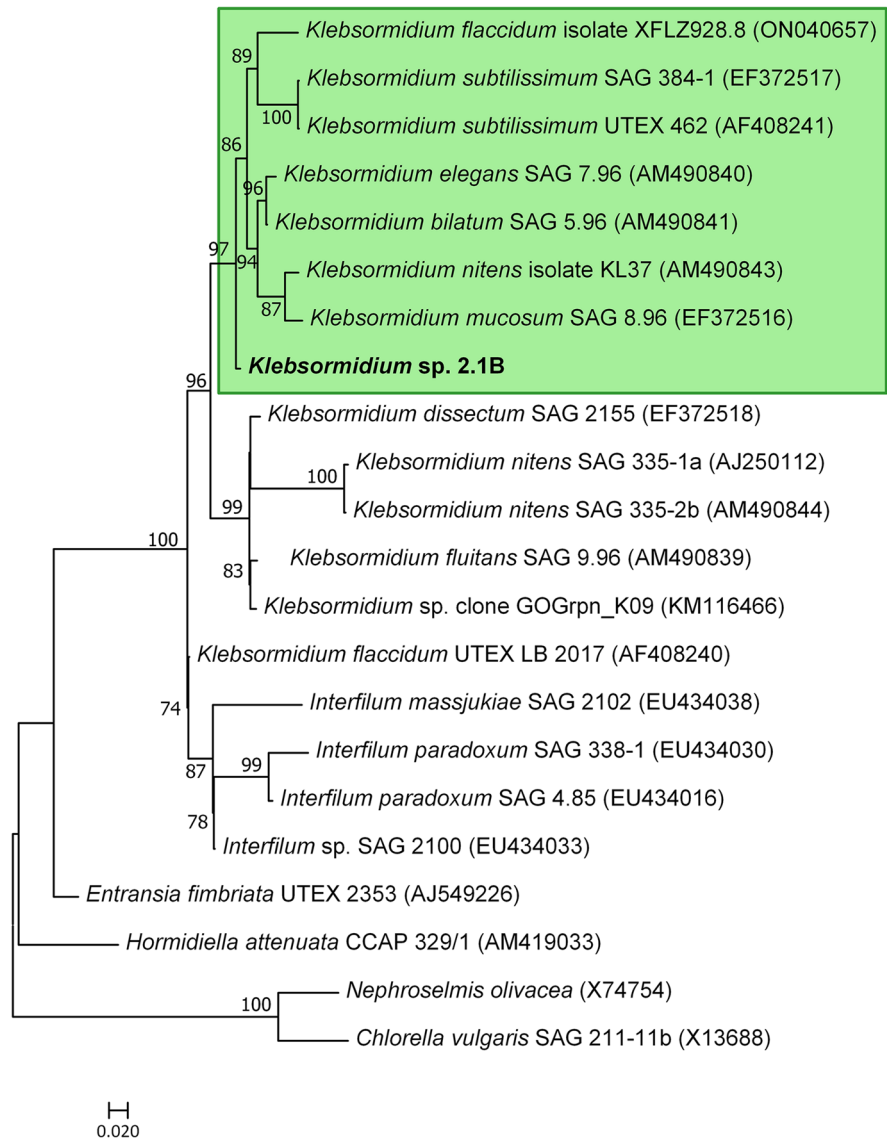 Klebsormidium flaccidum isolate XFLZ928.8 (ON040657)
89
Klebsormidium subtilissimum SAG 384-1 (EF372517)
100
Klebsormidium subtilissimum UTEX 462 (AF408241)
86
96
Klebsormidium elegans SAG 7.96 (AM490840)
Klebsormidium bilatum SAG 5.96 (AM490841)
97
94
Klebsormidium nitens isolate KL37 (AM490843)
87
Klebsormidium mucosum SAG 8.96 (EF372516)
Klebsormidium sp. 2.1B
96
Klebsormidium dissectum SAG 2155 (EF372518)
Klebsormidium nitens SAG 335-1a (AJ250112)
100
Klebsormidium nitens SAG 335-2b (AM490844)
99
Klebsormidium fluitans SAG 9.96 (AM490839)
100
83
Klebsormidium sp. clone GOGrpn_K09 (KM116466)
Klebsormidium flaccidum UTEX LB 2017 (AF408240)
74
Interfilum massjukiae SAG 2102 (EU434038)
Interfilum paradoxum SAG 338-1 (EU434030)
87
99
Interfilum paradoxum SAG 4.85 (EU434016)
78
Interfilum sp. SAG 2100 (EU434033)
Entransia fimbriata UTEX 2353 (AJ549226)
Hormidiella attenuata CCAP 329/1 (AM419033)
Nephroselmis olivacea (X74754)
100
Chlorella vulgaris SAG 211-11b (X13688)
0.020